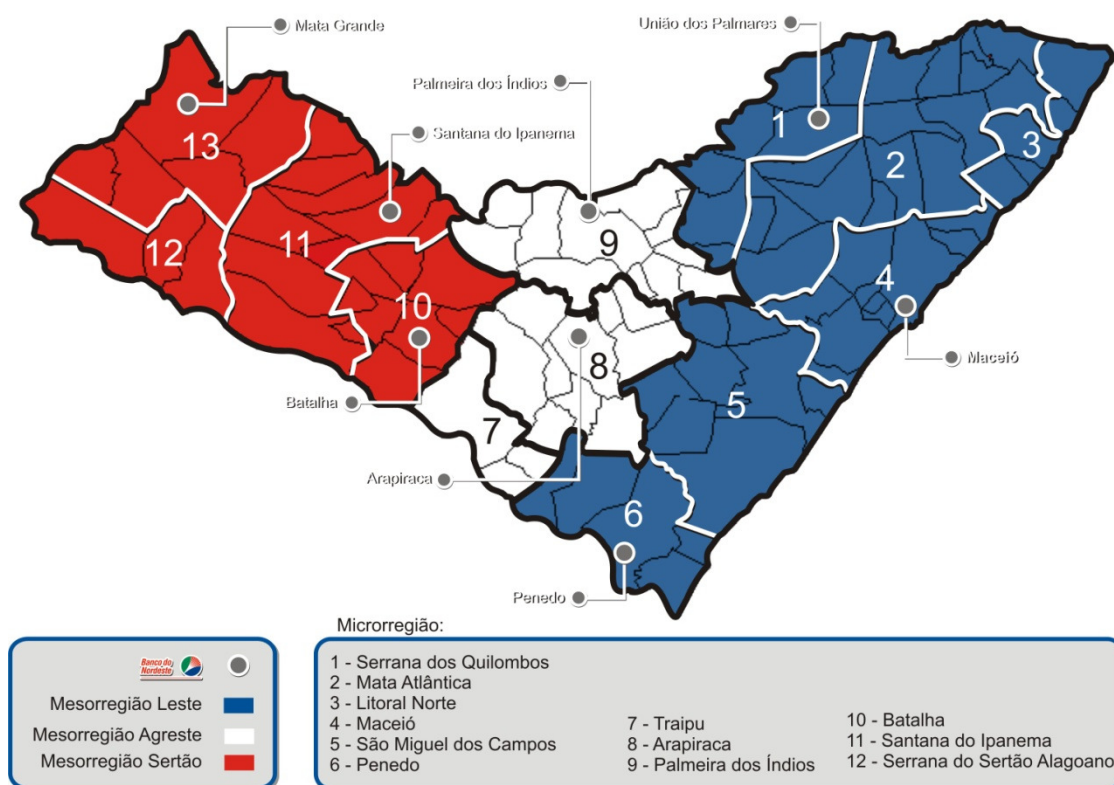 Mata Grande
União dos Palmares
Palmeira dos Índios
Santana do Ipanema
13
1
2
3
12
11
9
10
4
8
5
7
6
Maceió
Batalha
Arapiraca
Penedo
Microrregião:
Banco do
Nordeste
Mesorregião Leste
Mesorregião Agreste
Mesorregião Sertão
1 - Serrana dos Quilombos
2 - Mata Atlântica
3 - Litoral Norte
4 - Maceió
5 - São Miguel dos Campos
6 - Penedo
7 - Traipu
8 - Arapiraca
9 - Palmeira dos Índios
10 - Batalha
11 - Santana do Ipanema
12 - Serrana do Sertão Alagoano